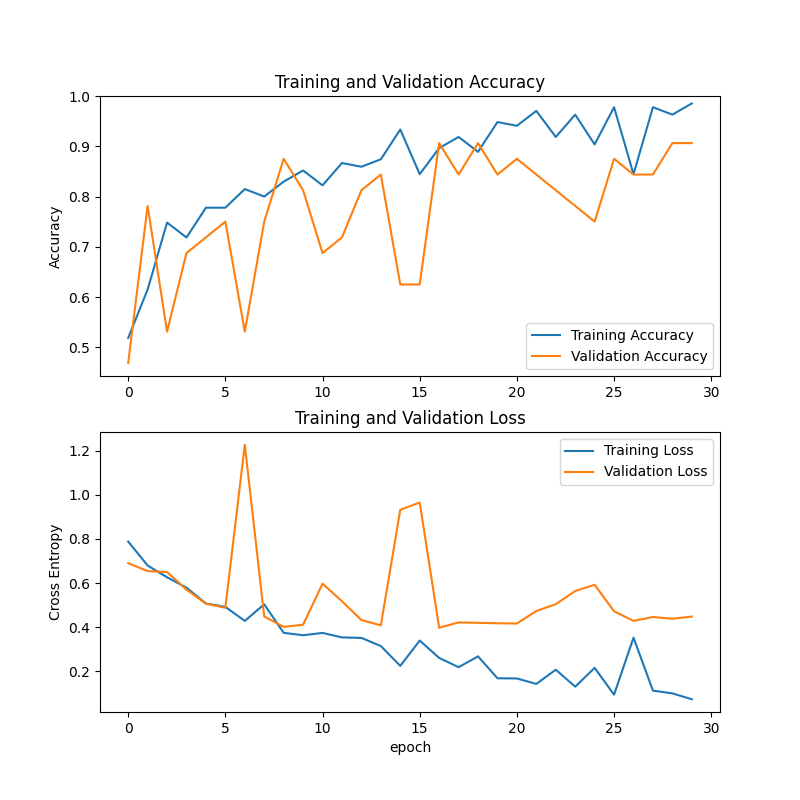 Training and Validation Accuracy
Accuracy
1.0
0.9
0.8
0.7
0.6
0.5
Training Accuracy
Validation Accuracy
0 5 10 15 20 25 30
Training and Validation Loss
Cross Entropy
1.2
1.0
0.8
0.6
0.4
0.2
Training Loss
Validation Loss
0 5 10 15 20 25 30
epoch